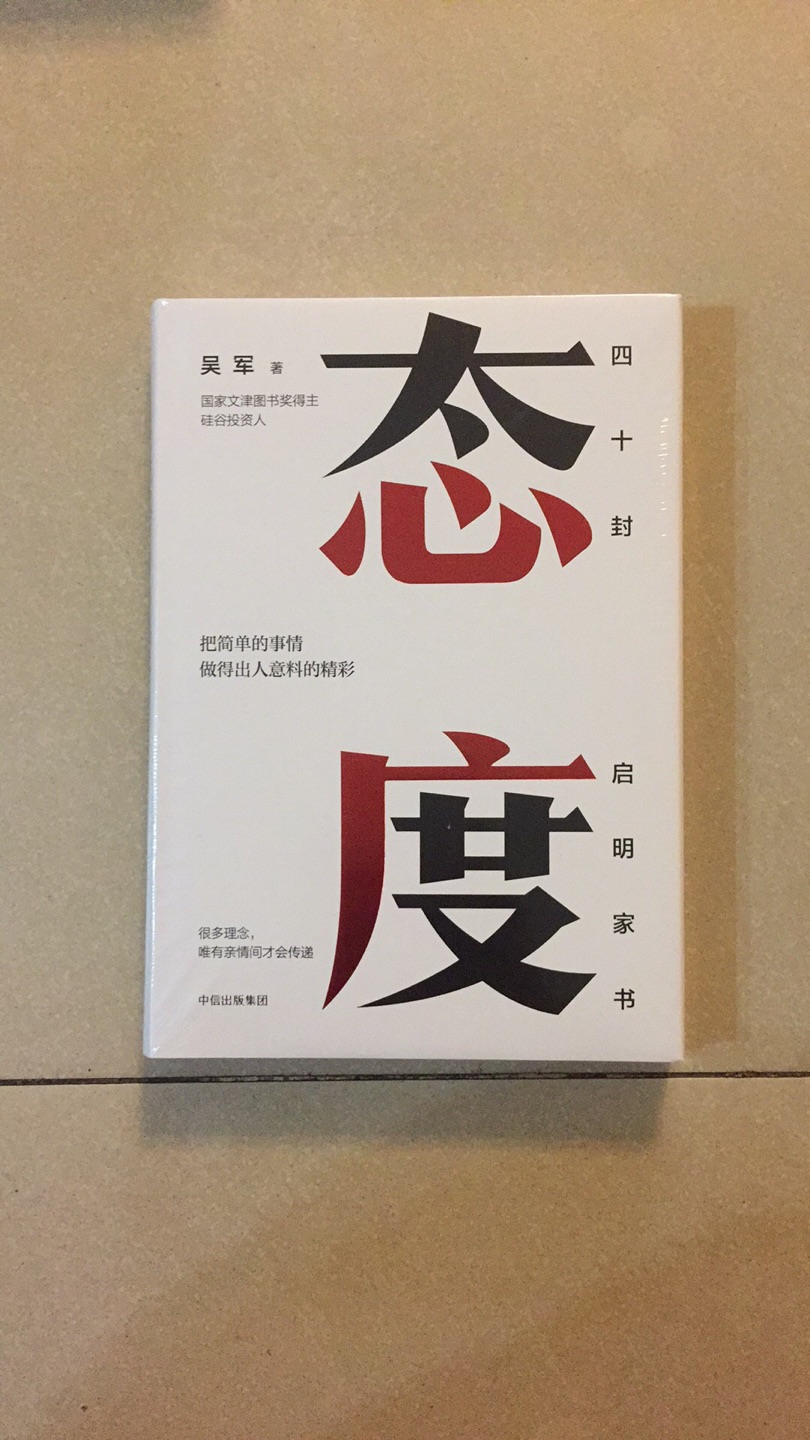 吴军 著
国家文津图书奖得主
硅谷投资人
态度
四十封
启明家书
把简单的事情
做得出人意料的精彩
很多理念，
唯有亲情间才会传递
中信出版集团